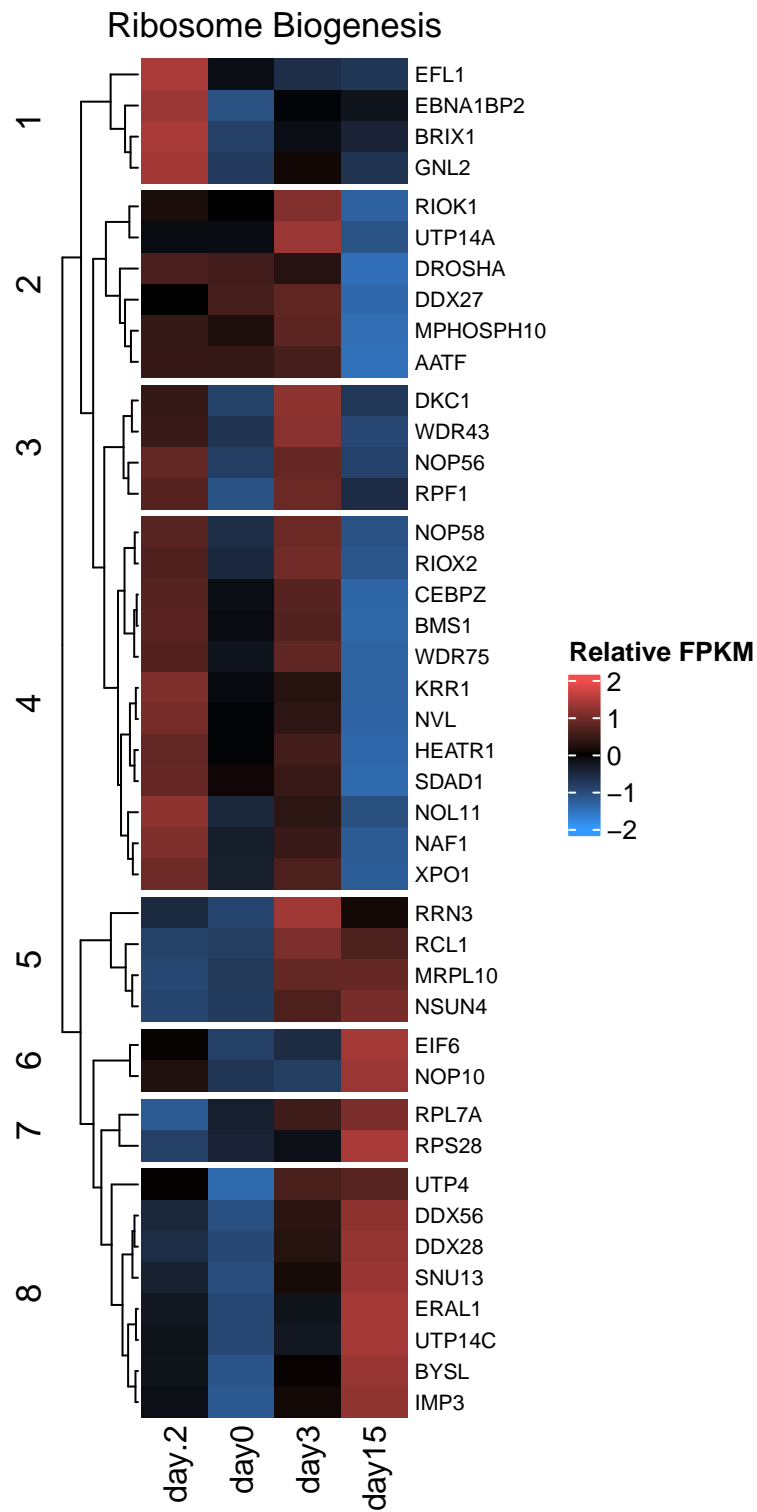 Ribosome Biogenesis
1
EFL1
EBNA1BP2
BRIX1
GNL2
2
RIOK1
UTP14A
DROSHA
DDX27
MPHOSPH10
AATF
3
DKC1
WDR43
NOP56
RPF1
4
NOP58
RIOX2
CEBPZ
BMS1
WDR75
KRR1
NVL
HEATR1
SDAD1
NOL11
NAF1
XPO1
5
RRN3
RCL1
MRPL10
NSUN4
6
EIF6
NOP10
7
RPL7A
RPS28
8
UTP4
DDX56
DDX28
SNU13
ERAL1
UTP14C
BYSL
IMP3
day.2 day0 day3 day15
Relative FPKM
2
1
0
−1
−2